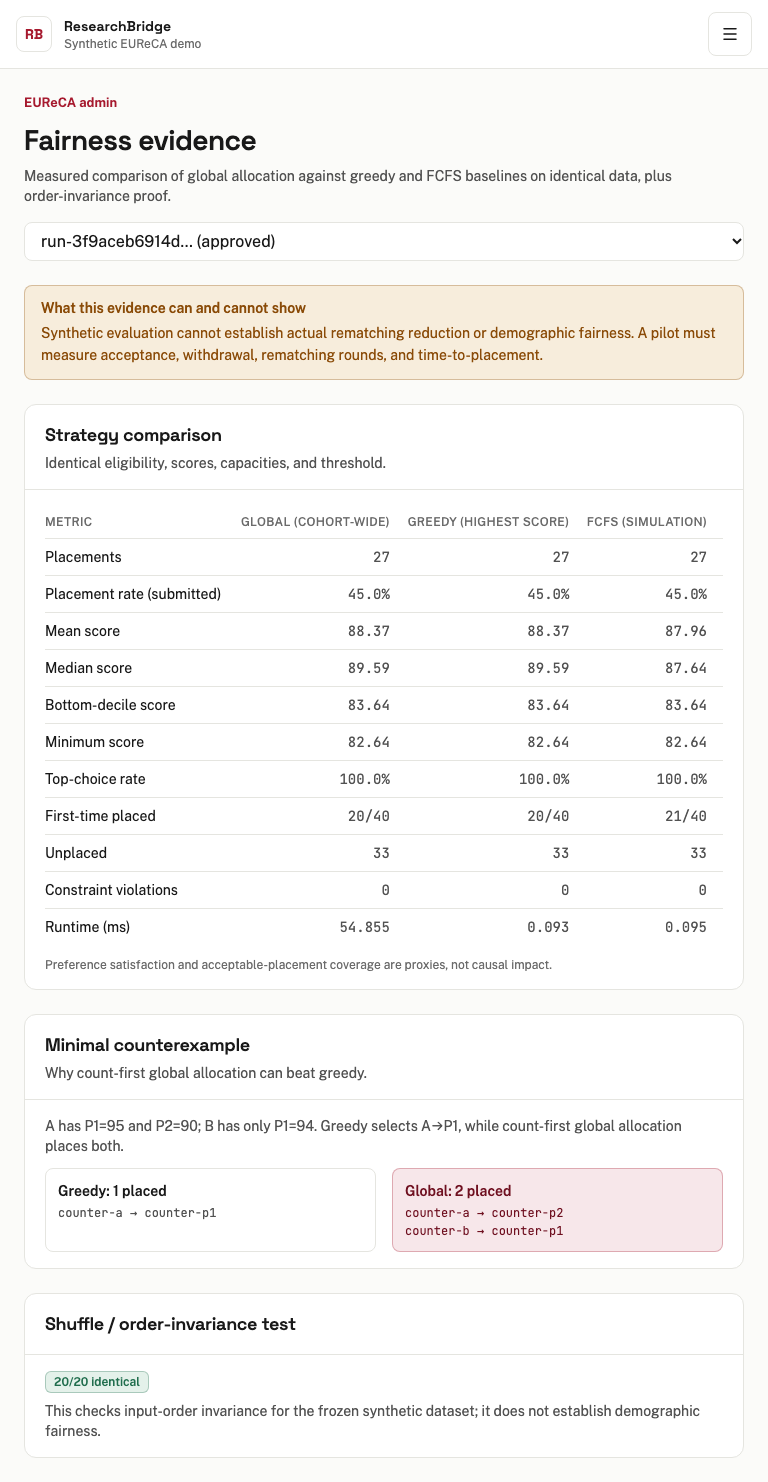 RB
ResearchBridge
Synthetic EUReCA demo
EUReCA admin
Fairness evidence
Measured comparison of global allocation against greedy and FCFS baselines on identical data, plus
order-invariance proof.
run-3f9aceb6914d... (approved)
What this evidence can and cannot show
Synthetic evaluation cannot establish actual rematching reduction or demographic fairness. A pilot must
measure acceptance, withdrawal, rematching rounds, and time-to-placement.
Strategy comparison
Identical eligibility, scores, capacities, and threshold.
METRIC GLOBAL (COHORT-WIDE) GREEDY (HIGHEST SCORE) FCFS (SIMULATION)
Placements 27 27 27
Placement rate (submitted) 45.0% 45.0% 45.0%
Mean score 88.37 88.37 87.96
Median score 89.59 89.59 87.64
Bottom-decile score 83.64 83.64 83.64
Minimum score 82.64 82.64 82.64
Top-choice rate 100.0% 100.0% 100.0%
First-time placed 20/40 20/40 21/40
Unplaced 33 33 33
Constraint violations 0 0 0
Runtime (ms) 54.855 0.093 0.095
Preference satisfaction and acceptable-placement coverage are proxies, not causal impact.
Minimal counterexample
Why count-first global allocation can beat greedy.
A has P1=95 and P2=90; B has only P1=94. Greedy selects A→P1, while count-first global allocation
places both.
Greedy: 1 placed
counter-a → counter-p1
Global: 2 placed
counter-a → counter-p2
counter-b → counter-p1
Shuffle / order-invariance test
20/20 identical
This checks input-order invariance for the frozen synthetic dataset; it does not establish demographic
fairness.